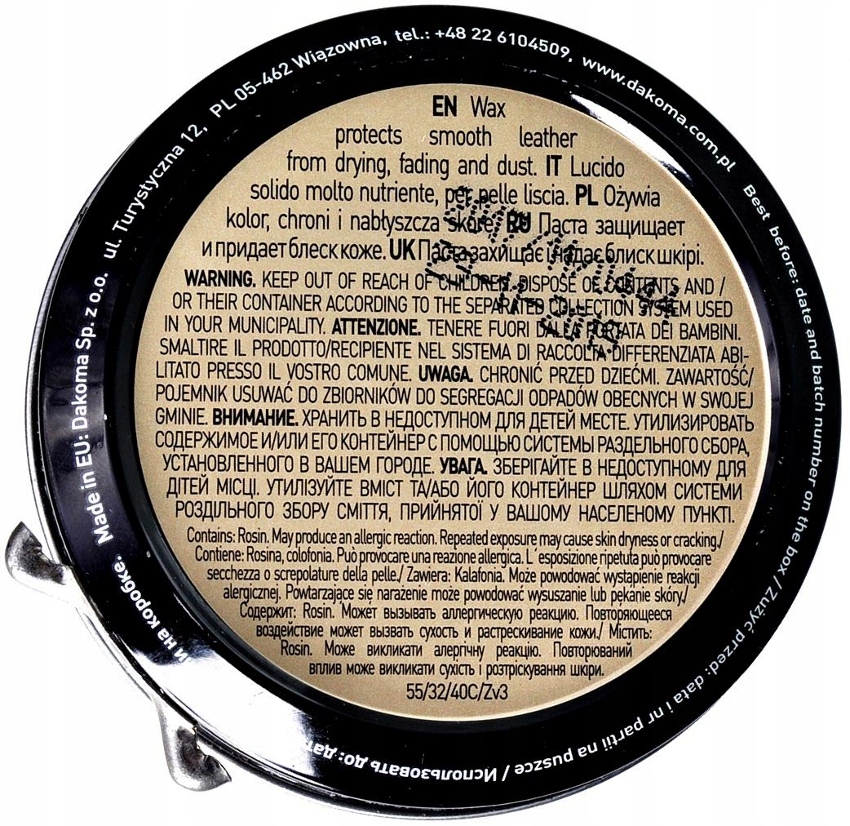 Made in EU: Dakoma Sp. z o.o. ul. Turystyczna 12, PL 05-462 Wiązowna, tel.: +48 22 6104509, www.dakoma.com.pl
Best before: date and batch number on the box / Zużyć przed: data i nr partii na puszce / Использовать до:
на коробке.
EN Wax
protects smooth leather
from drying, fading and dust. IT Lucido
solido molto nutriente, per pelle liscia. PL Ożywia
kolor, chroni i nabłyszcza skórę. RU Паста защищает
и придает блеск коже. UK Паста захищає і надає блиск шкірі.
WARNING. KEEP OUT OF REACH OF CHILDREN. DISPOSE OF CONTENTS AND /
OR THEIR CONTAINER ACCORDING TO THE SEPARATED COLLECTION SYSTEM USED
IN YOUR MUNICIPALITY. ATTENZIONE. TENERE FUORI DALLA PORTATA DEI BAMBINI.
SMALTIRE IL PRODOTTO/RECIPIENTE NEL SISTEMA DI RACCOLTA DIFFERENZIATA ABI-
LITATO PRESSO IL VOSTRO COMUNE. UWAGA. CHRONIĆ PRZED DZIEĆMI. ZAWARTOŚĆ/
POJEMNIK USUWAĆ DO ZBIORNIKÓW DO SEGREGACJI ODPADÓW OBECNYCH W SWOJEJ
GMINIE. ВНИМАНИЕ. ХРАНИТЬ В НЕДОСТУПНОМ ДЛЯ ДЕТЕЙ МЕСТЕ. УТИЛИЗИРОВАТЬ
СОДЕРЖИМОЕ И/ИЛИ ЕГО КОНТЕЙНЕР С ПОМОЩЬЮ СИСТЕМЫ РАЗДЕЛЬНОГО СБОРА,
УСТАНОВЛЕННОГО В ВАШЕМ ГОРОДЕ. УВАГА. ЗБЕРІГАЙТЕ В НЕДОСТУПНОМУ ДЛЯ
ДІТЕЙ МІСЦІ. УТИЛІЗУЙТЕ ВМІСТ ТА/АБО ЙОГО КОНТЕЙНЕР ШЛЯХОМ СИСТЕМИ
РОЗДІЛЬНОГО ЗБОРУ СМІТТЯ, ПРИЙНЯТОЇ У ВАШОМУ НАСЕЛЕНОМУ ПУНКТІ.
Contains: Rosin. May produce an allergic reaction. Repeated exposure may cause skin dryness or cracking./
Contiene: Rosina, colofonia. Può provocare una reazione allergica. L´esposizione ripetuta può provocare
secchezza o screpolature della pelle./ Zawiera: Kalafonia. Może powodować wystąpienie reakcji
alergicznej. Powtarzające się narażenie może powodować wysuszanie lub pękanie skóry./
Содержит: Rosin. Может вызывать аллергическую реакцию. Повторяющееся
воздействие может вызвать сухость и растрескивание кожи./ Містить:
Rosin. Може викликати алергічну реакцію. Повторюваний
вплив може викликати сухість і розтріскування шкіри.
55/32/40C/Zv3